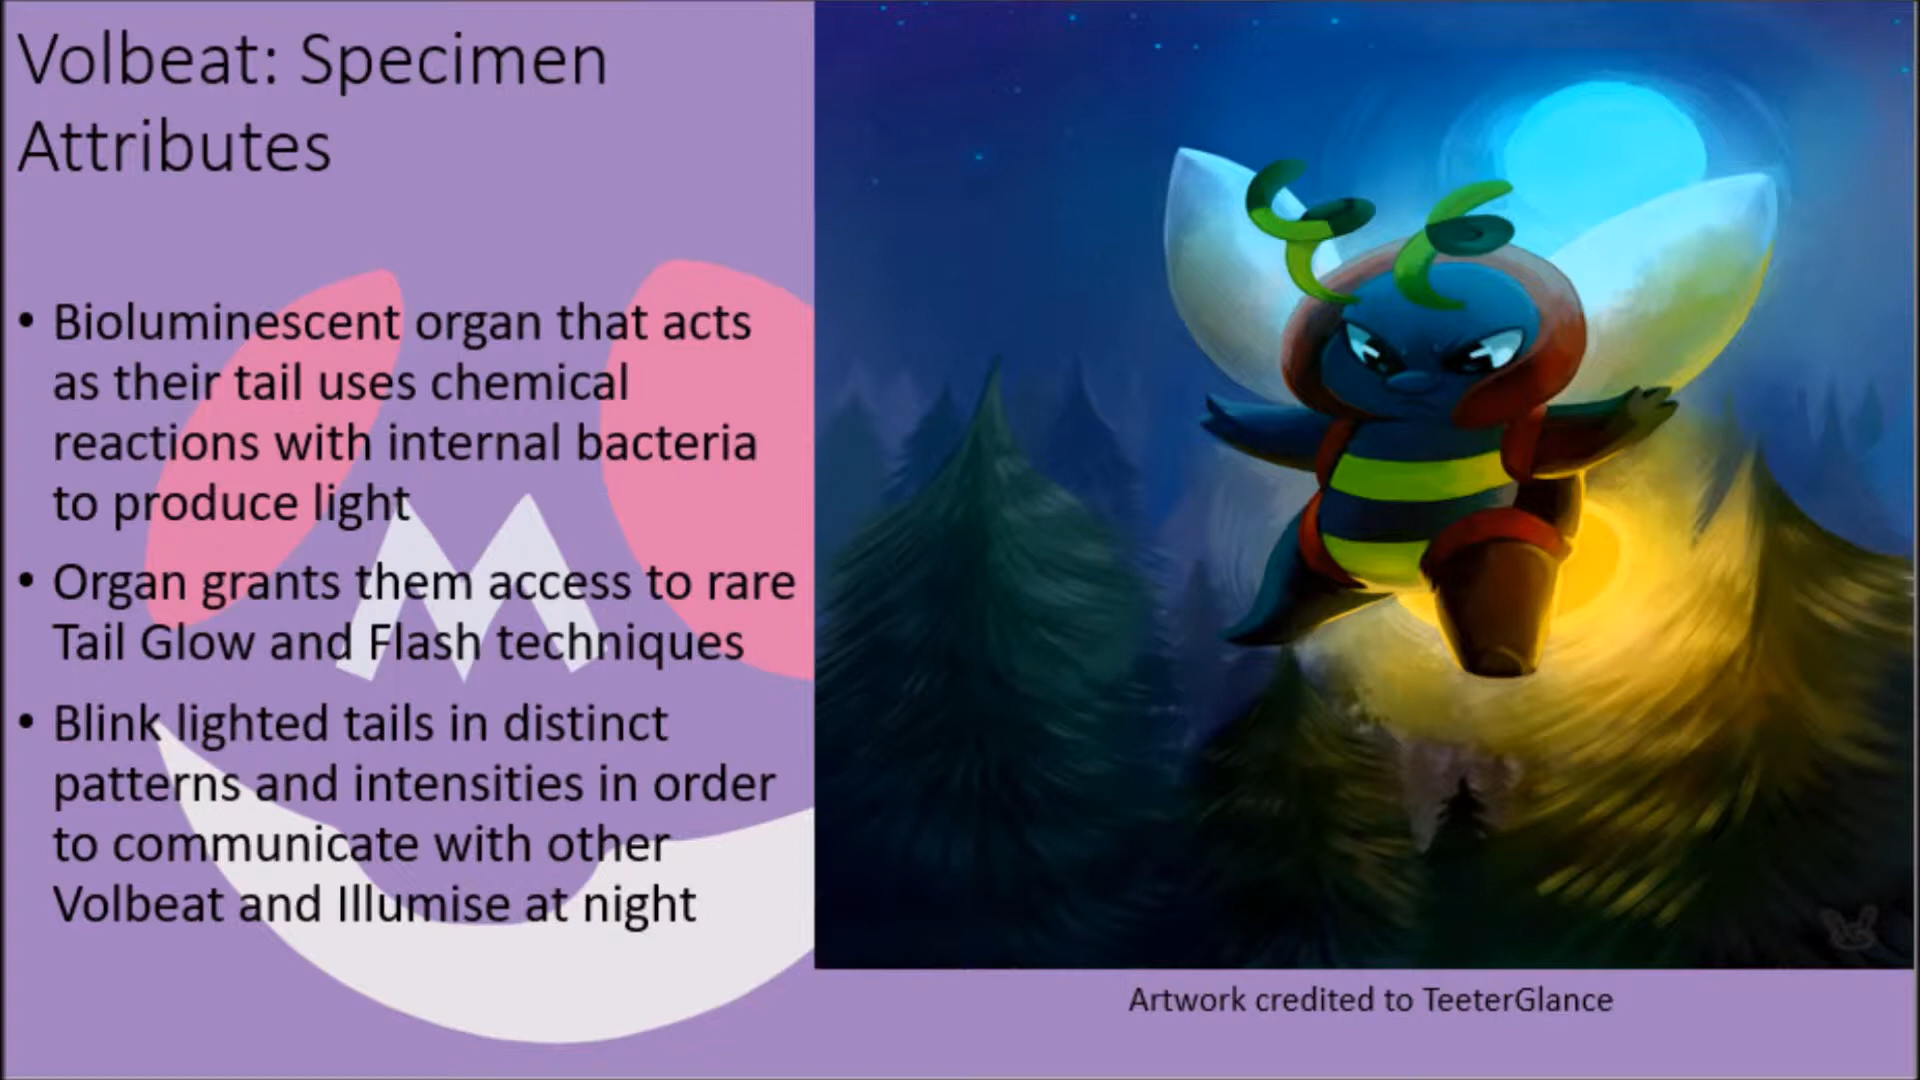 Volbeat: Specimen
Attributes
• Bioluminescent organ that acts
as their tail uses chemical
reactions with internal bacteria
to produce light
• Organ grants them access to rare
Tail Glow and Flash techniques
• Blink lighted tails in distinct
patterns and intensities in order
to communicate with other
Volbeat and Illumise at night
M
Artwork credited to TeeterGlance